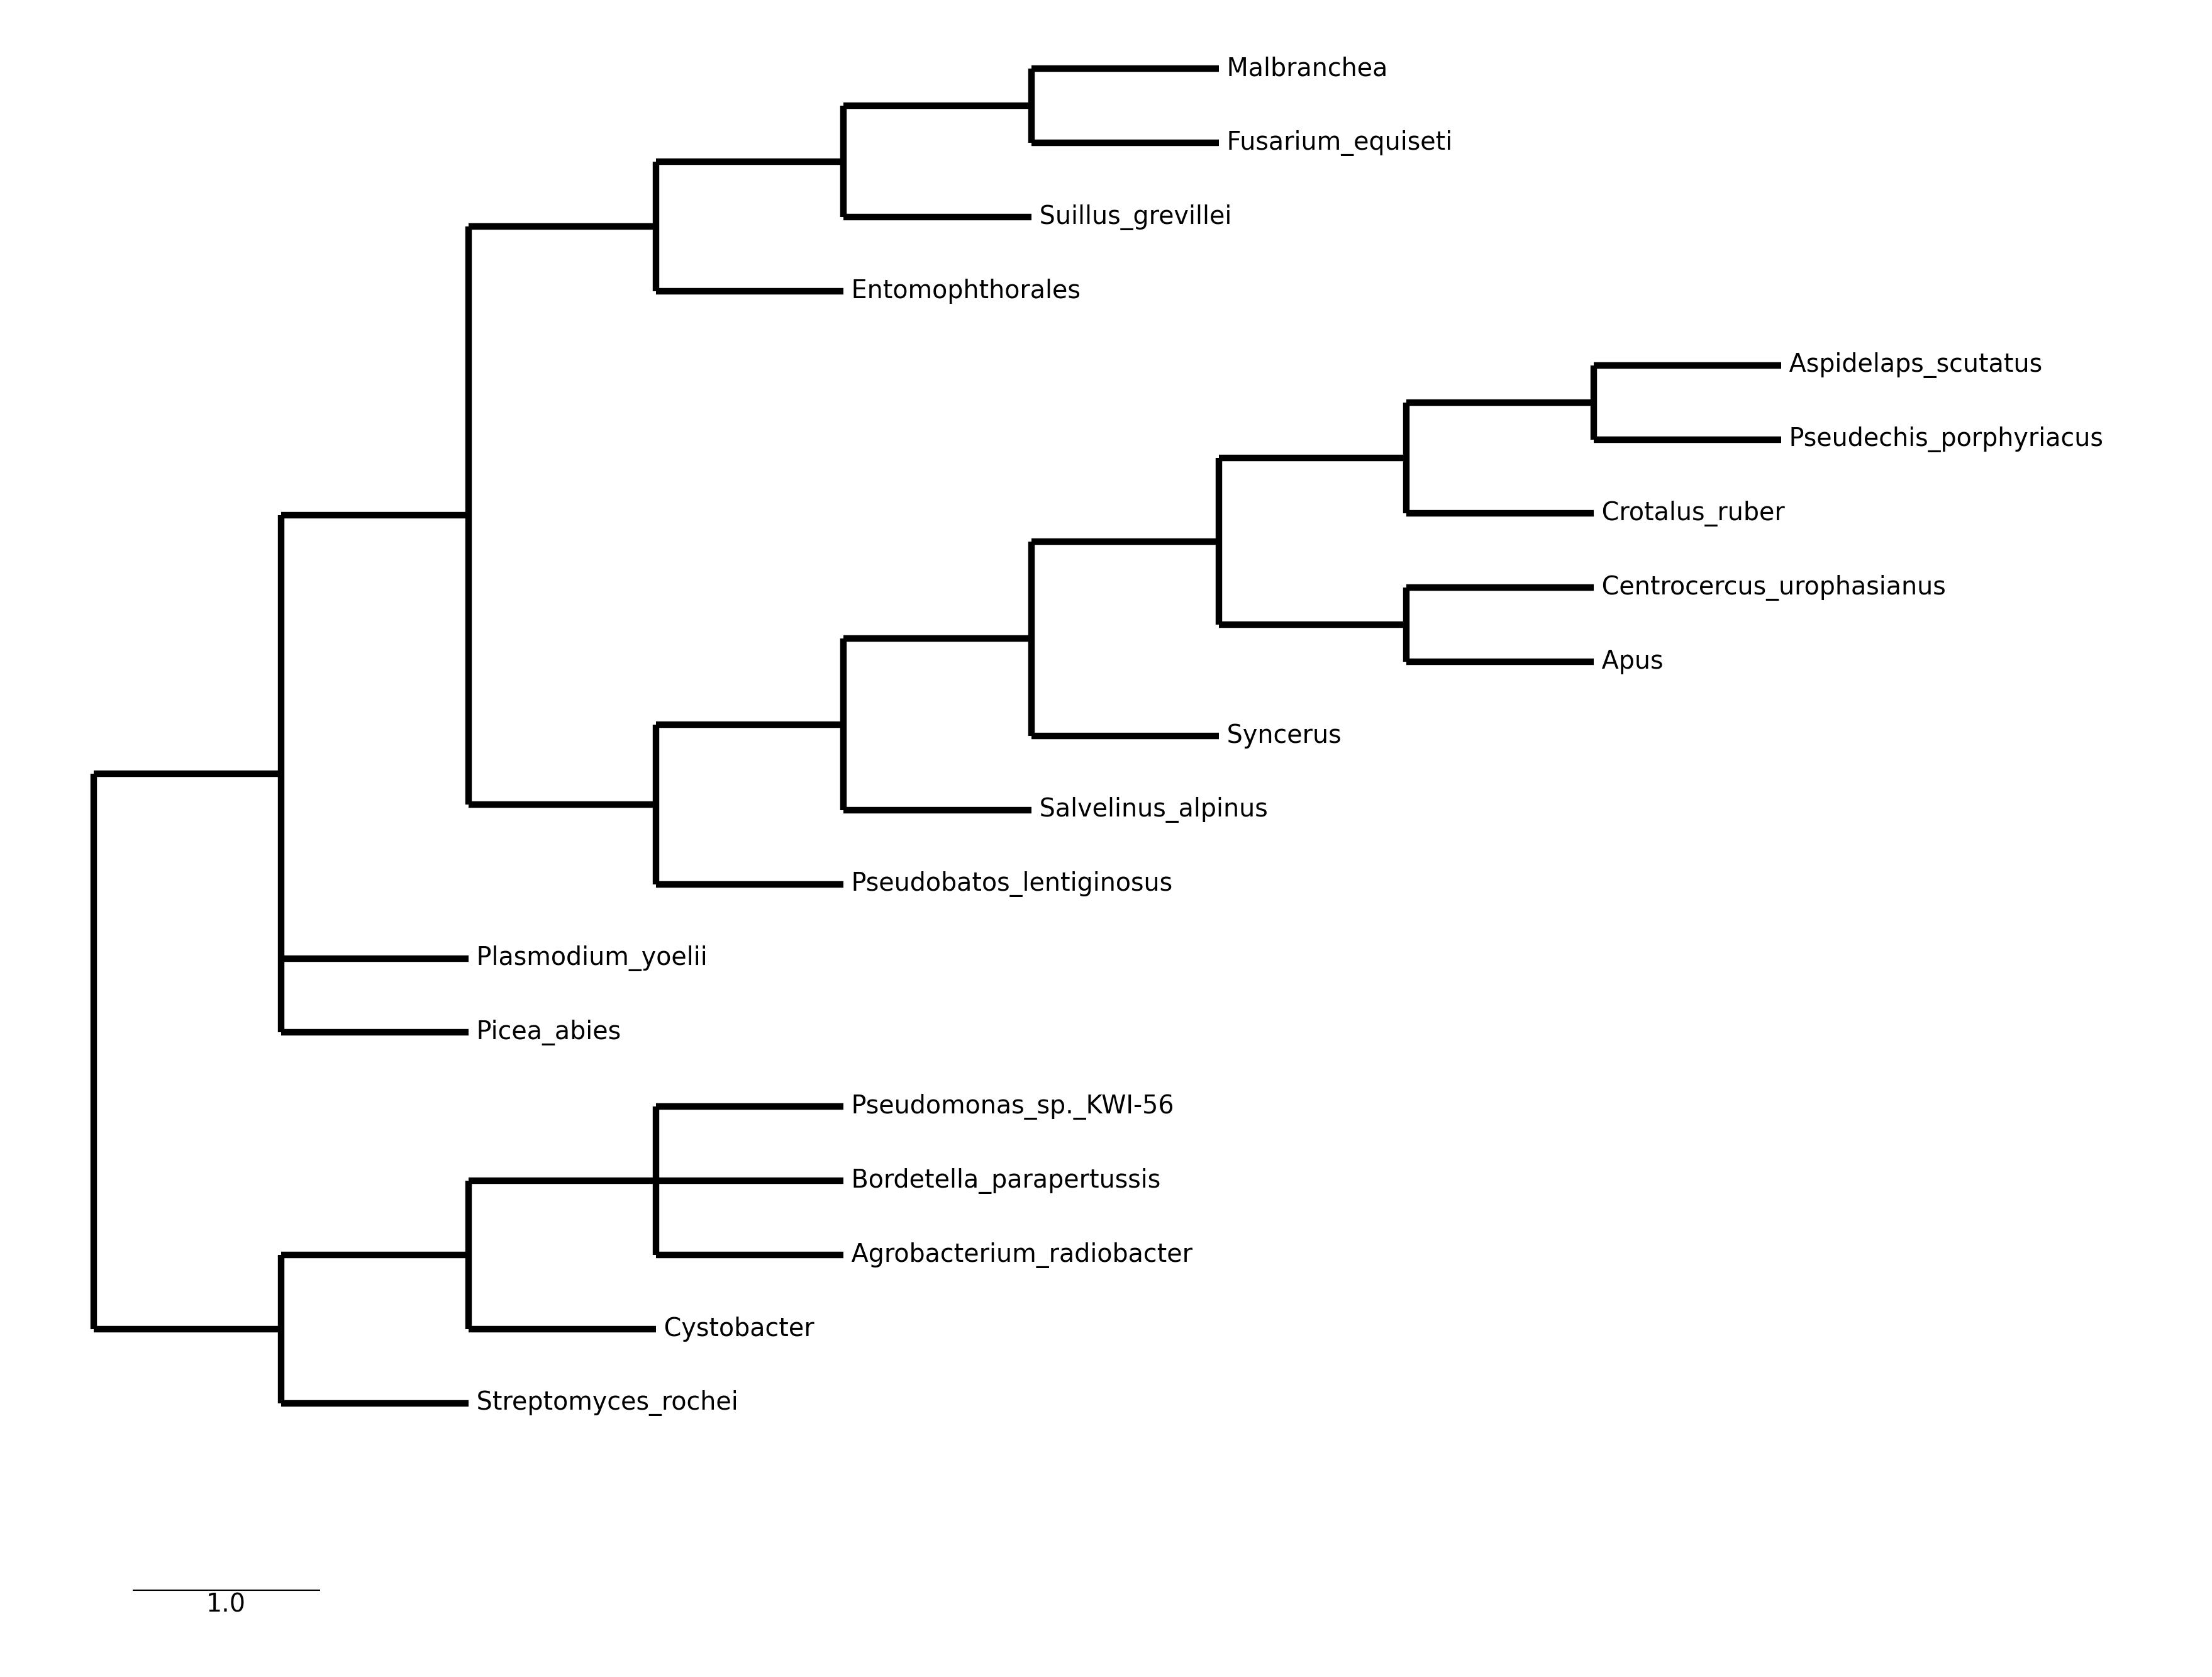 Malbranchea
Fusarium_equiseti
Suillus_grevillei
Entomophthorales
Aspidelaps_scutatus
Pseudechis_porphyriacus
Crotalus_ruber
Centrocercus_urophasianus
Apus
Syncerus
Salvelinus_alpinus
Pseudobatos_lentiginosus
Plasmodium_yoelii
Picea_abies
Pseudomonas_sp._KWI-56
Bordetella_parapertussis
Agrobacterium_radiobacter
Cystobacter
Streptomyces_rochei
1.0